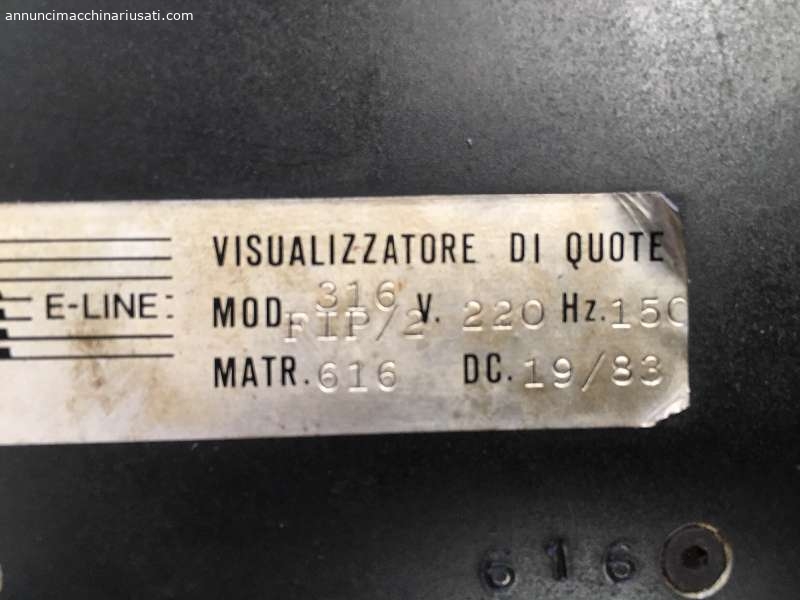 annuncimacchinariusati.com
VISUALIZZATORE DI QUOTE
E-LINE
MOD. 316 FIP/2 V. 220 Hz. 150
MATR. 616 DC. 19/83
616